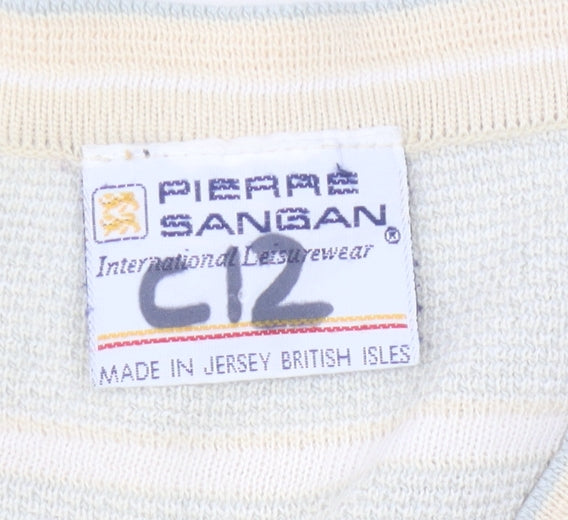 PIERRE
SANGAN®
International Leisurewear
C12
MADE IN JERSEY BRITISH ISLES